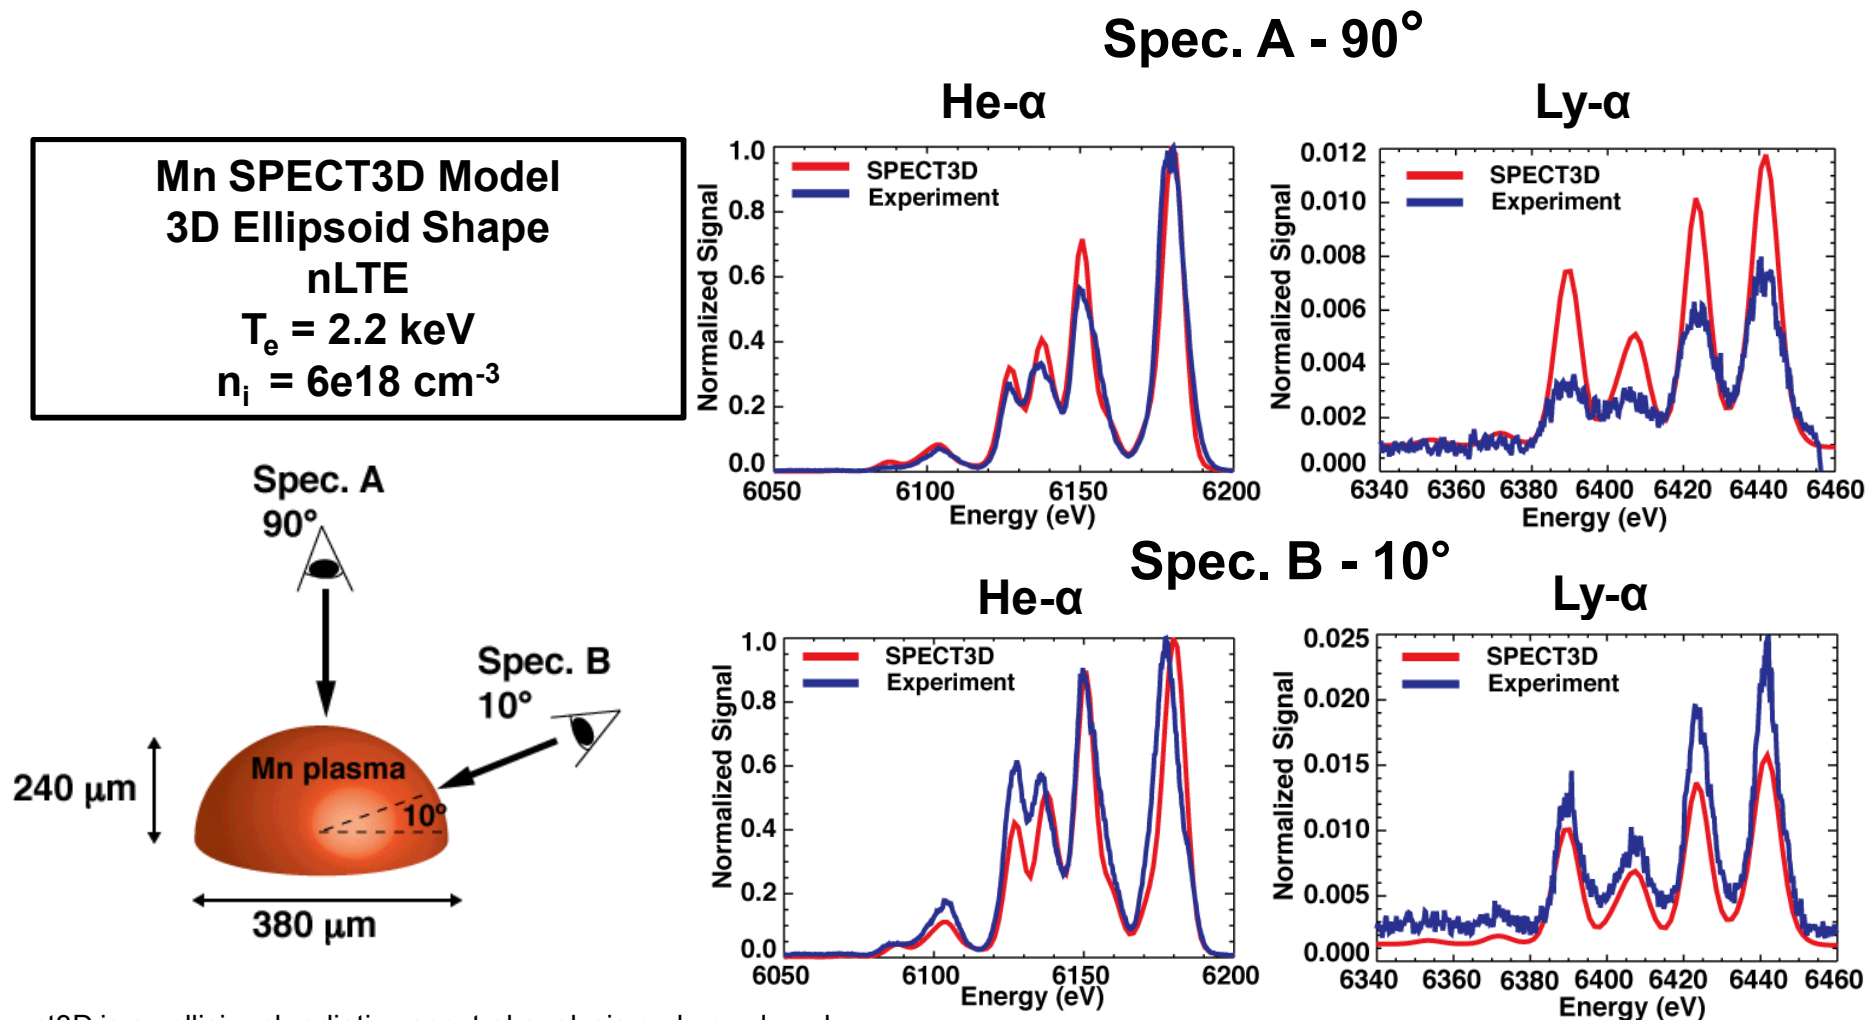 Spec. A - 90°
He-α
Ly-α
Mn SPECT3D Model
3D Ellipsoid Shape
nLTE
Te = 2.2 keV
ni = 6e18 cm-3
Normalized Signal
1.0
0.8
0.6
0.4
0.2
0.0
SPECT3D
Experiment
6050
6100
6150
6200
Energy (eV)
Normalized Signal
0.012
0.010
0.008
0.006
0.004
0.002
0.000
SPECT3D
Experiment
6340 6360 6380 6400 6420 6440 6460
Energy (eV)
Spec. A
90°
Spec. B
10°
Mn plasma
10°
240 μm
380 μm
Spec. B - 10°
He-α
Ly-α
Normalized Signal
1.0
0.8
0.6
0.4
0.2
0.0
SPECT3D
Experiment
6050
6100
6150
6200
Energy (eV)
Normalized Signal
0.025
0.020
0.015
0.010
0.005
0.000
SPECT3D
Experiment
6340 6360 6380 6400 6420 6440 6460
Energy (eV)